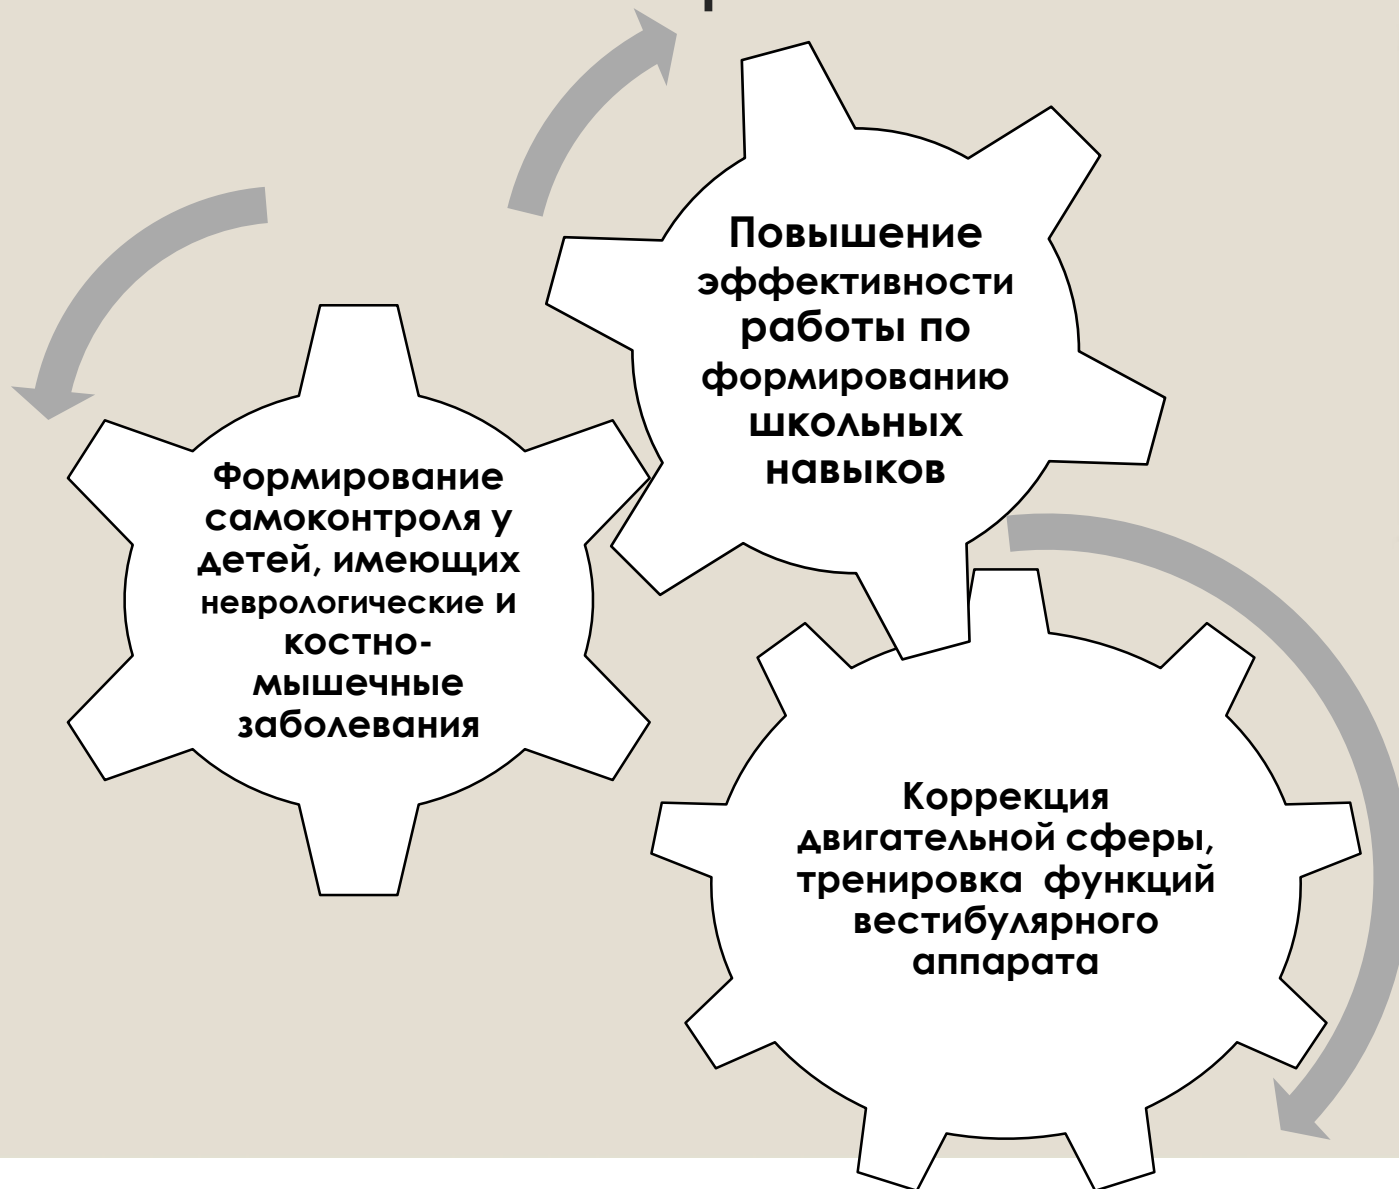 Повышение
эффективности
работы по
формированию
школьных
навыков
Формирование
самоконтроля у
детей, имеющих
неврологические и
костно-
мышечные
заболевания
Коррекция
двигательной сферы,
тренировка функций
вестибулярного
аппарата